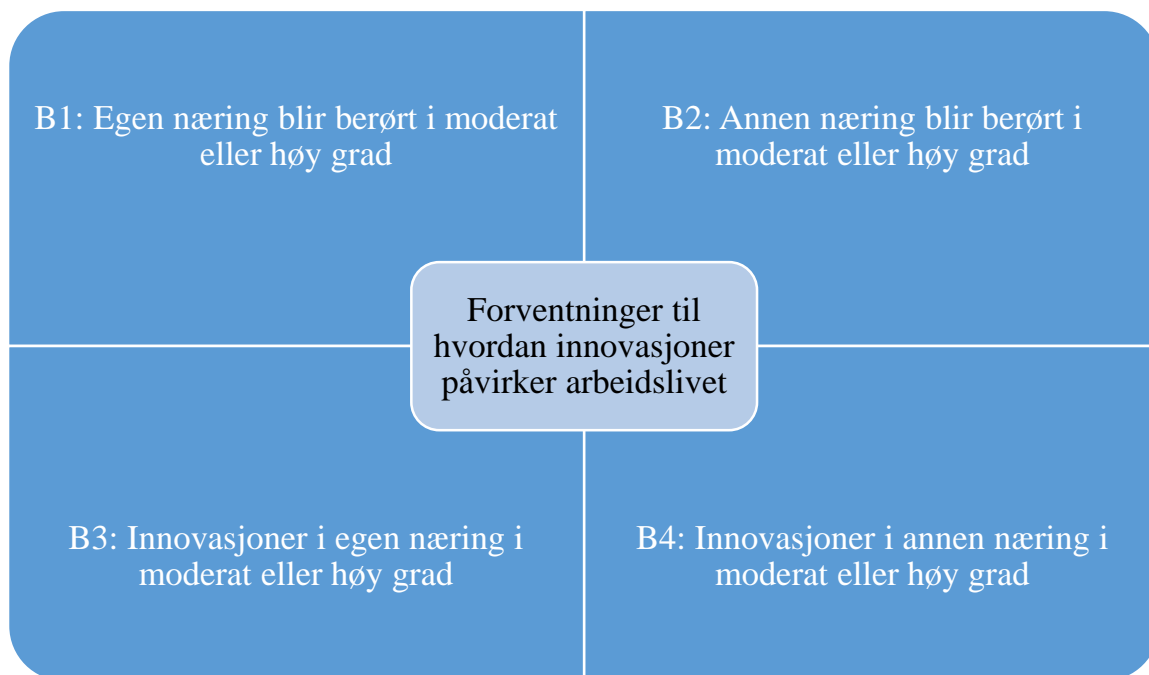 B1: Egen næring blir berørt i moderat
eller høy grad
B2: Annen næring blir berørt i
moderat eller høy grad
Forventninger til
hvordan innovasjoner
påvirker arbeidslivet
B3: Innovasjoner i egen næring i
moderat eller høy grad
B4: Innovasjoner i annen næring i
moderat eller høy grad